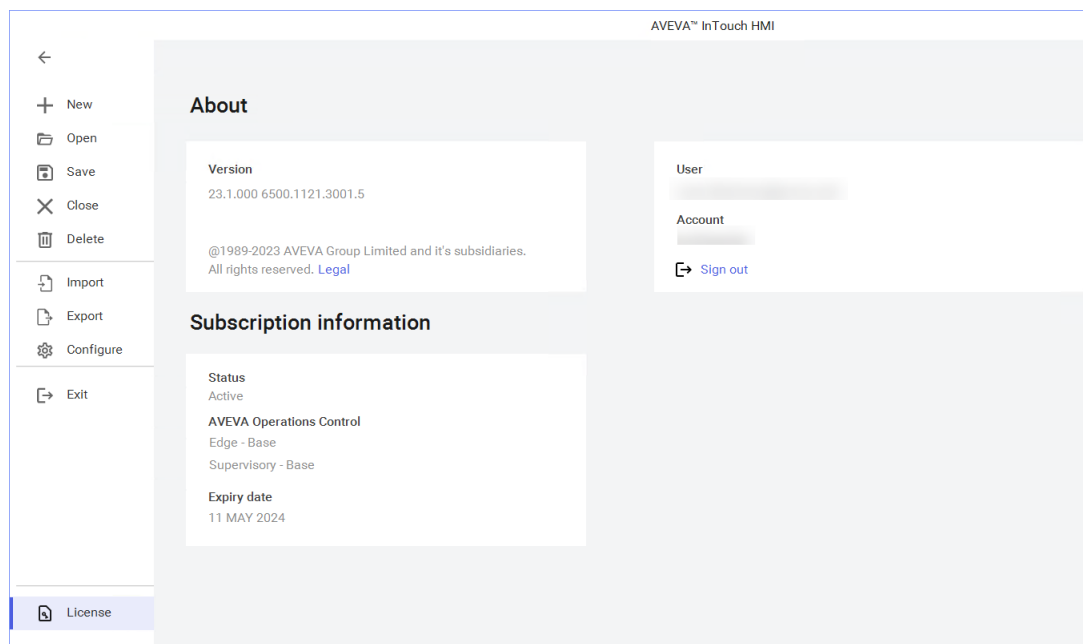 AVEVA™ InTouch HMI
New
Open
Save
Close
Delete
Import
Export
Configure
Exit
License
About
Version
23.1.000 6500.1121.3001.5
@1989-2023 AVEVA Group Limited and it's subsidiaries.
All rights reserved. Legal
User
Account
Sign out
Subscription information
Status
Active
AVEVA Operations Control
Edge - Base
Supervisory - Base
Expiry date
11 MAY 2024